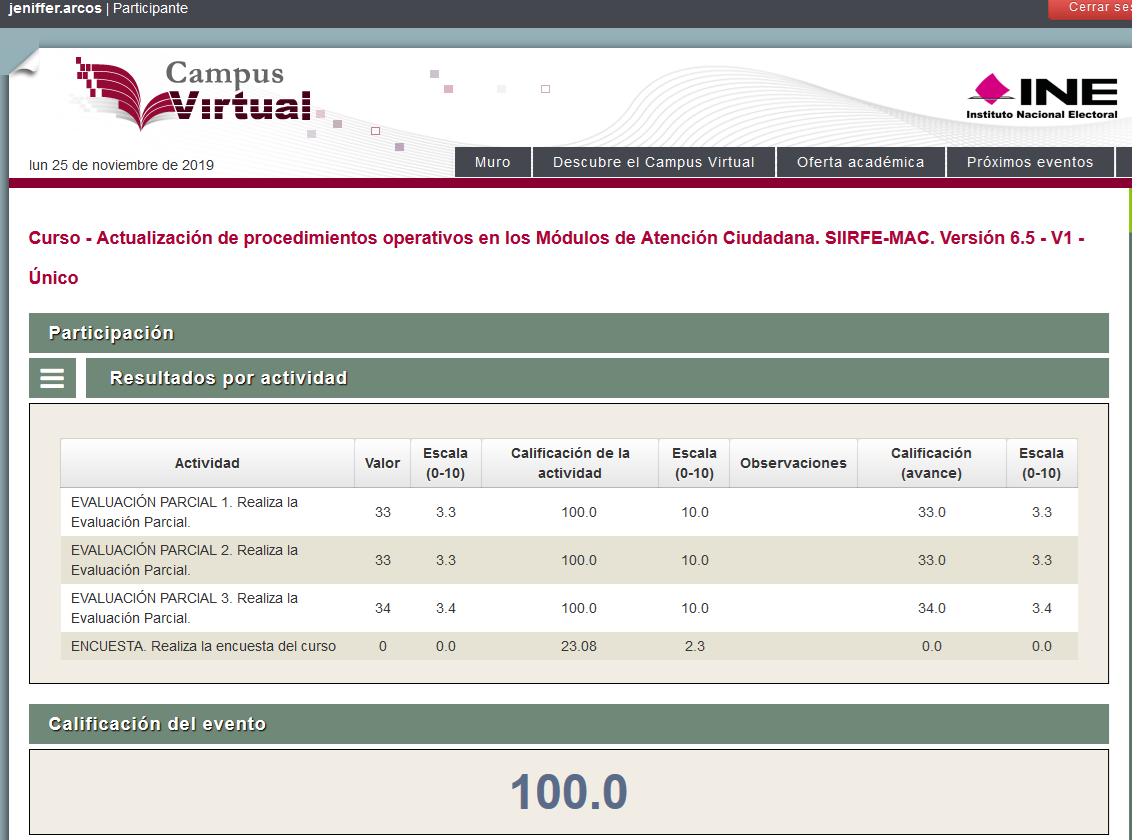 jeniffer.arcos | Participante
Cerrar
Campus
Virtual
INE
Instituto Nacional Electoral
lun 25 de noviembre de 2019
Muro Descubre el Campus Virtual Oferta académica Próximos eventos
Curso - Actualización de procedimientos operativos en los Módulos de Atención Ciudadana. SIIRFE-MAC. Versión 6.5 - V1 -
Único
Participación
Resultados por actividad
Actividad Valor Escala (0-10) Calificación de la actividad Escala (0-10) Observaciones Calificación (avance) Escala (0-10)
EVALUACIÓN PARCIAL 1. Realiza la Evaluación Parcial. 33 3.3 100.0 10.0 33.0 3.3
EVALUACIÓN PARCIAL 2. Realiza la Evaluación Parcial. 33 3.3 100.0 10.0 33.0 3.3
EVALUACIÓN PARCIAL 3. Realiza la Evaluación Parcial. 34 3.4 100.0 10.0 34.0 3.4
ENCUESTA. Realiza la encuesta del curso 0 0.0 23.08 2.3 0.0 0.0
Calificación del evento
100.0